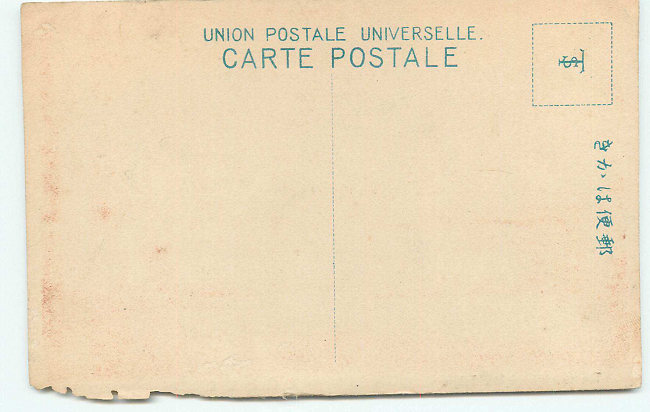 UNION POSTALE UNIVERSELLE.
CARTE POSTALE
きかは便郵